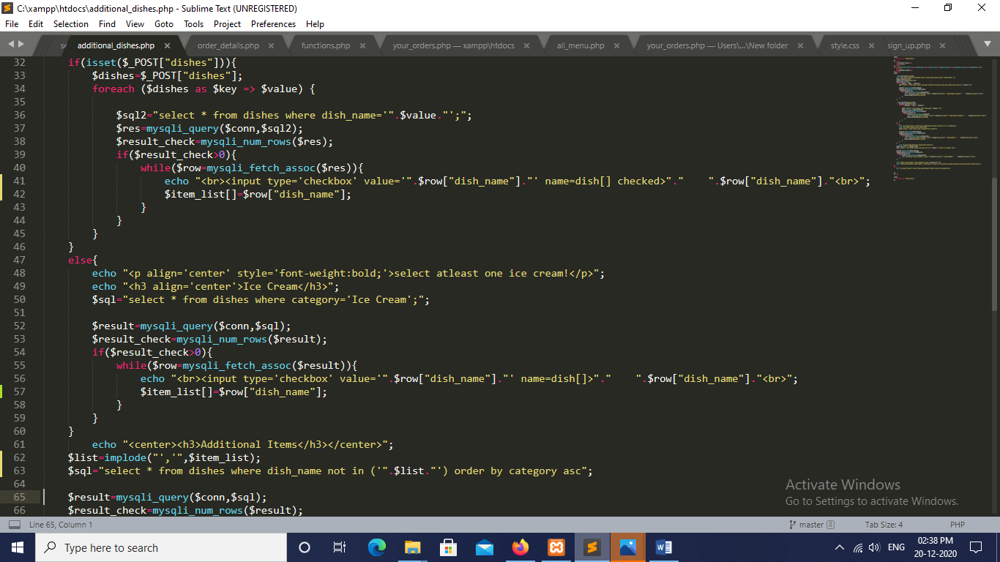 C:\xampp\htdocs\additional_dishes.php - Sublime Text (UNREGISTERED)
File Edit Selection Find View Goto Tools Project Preferences Help
additional_dishes.php × order_details.php × functions.php × your_orders.php — xampp\htdocs × all_menu.php × your_orders.php — Users\...\New folder × style.css × sign_up.php ×
32 if(isset($_POST["dishes"])){
33 $dishes=$_POST["dishes"];
34 foreach ($dishes as $key => $value) {
35
36 $sql2="select * from dishes where dish_name='".$value."';";
37 $res=mysqli_query($conn,$sql2);
38 $result_check=mysqli_num_rows($res);
39 if($result_check>0){
40 while($row=mysqli_fetch_assoc($res)){
41 echo "<br><input type='checkbox' value='".$row["dish_name"]."' name=dish[] checked>"."    ".$row["dish_name"]."<br>";
42 $item_list[]=$row["dish_name"];
43 }
44 }
45 }
46 }
47 else{
48 echo "<p align='center' style='font-weight:bold;'>select atleast one ice cream!</p>";
49 echo "<h3 align='center'>Ice Cream</h3>";
50 $sql="select * from dishes where category='Ice Cream';";
51
52 $result=mysqli_query($conn,$sql);
53 $result_check=mysqli_num_rows($result);
54 if($result_check>0){
55 while($row=mysqli_fetch_assoc($result)){
56 echo "<br><input type='checkbox' value='".$row["dish_name"]."' name=dish[]>"."    ".$row["dish_name"]."<br>";
57 $item_list[]=$row["dish_name"];
58 }
59 }
60 }
61 echo "<center><h3>Additional Items</h3></center>";
62 $list=implode("','",$item_list);
63 $sql="select * from dishes where dish_name not in ('".$list."') order by category asc";
64
65 $result=mysqli_query($conn,$sql);
66 $result_check=mysqli_num_rows($result);
Activate Windows
Go to Settings to activate Windows.
Line 65, Column 1 master 8 Tab Size: 4 PHP
Type here to search
ENG 02:38 PM
20-12-2020